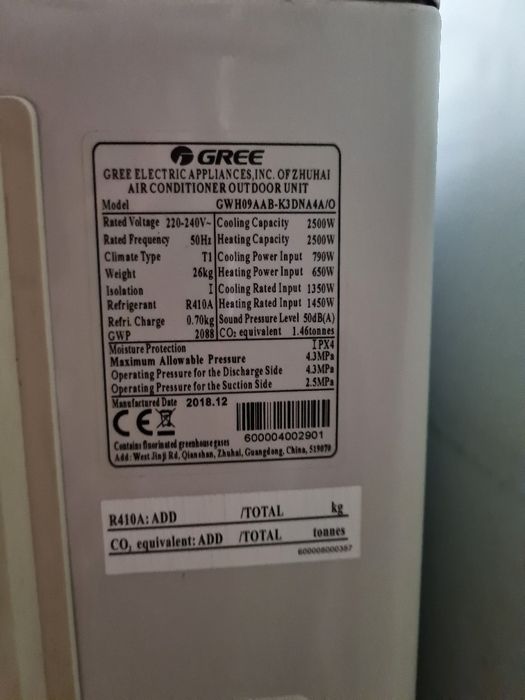 GREE
GREE ELECTRIC APPLIANCES,INC. OF ZHUHAI
AIR CONDITIONER OUTDOOR UNIT
Model GWH09AAB-K3DNA4A/O
Rated Voltage 220-240V~ Cooling Capacity 2500W
Rated Frequency 50Hz Heating Capacity 2500W
Climate Type T1 Cooling Power Input 790W
Weight 26kg Heating Power Input 650W
Isolation I Cooling Rated Input 1350W
Refrigerant R410A Heating Rated Input 1450W
Refri. Charge 0.70kg Sound Pressure Level 50dB(A)
GWP 2088 CO₂ equivalent 1.46tonnes
Moisture Protection IPX4
Maximum Allowable Pressure 4.3MPa
Operating Pressure for the Discharge Side 4.3MPa
Operating Pressure for the Suction Side 2.5MPa
Manufactured Date 2018.12
CE
600004002901
Contains fluorinated greenhouse gases
Add: West Jinji Rd, Qianshan, Zhuhai, Guangdong, China, 519070
R410A: ADD /TOTAL kg
CO₂ equivalent: ADD /TOTAL tonnes
600008000387